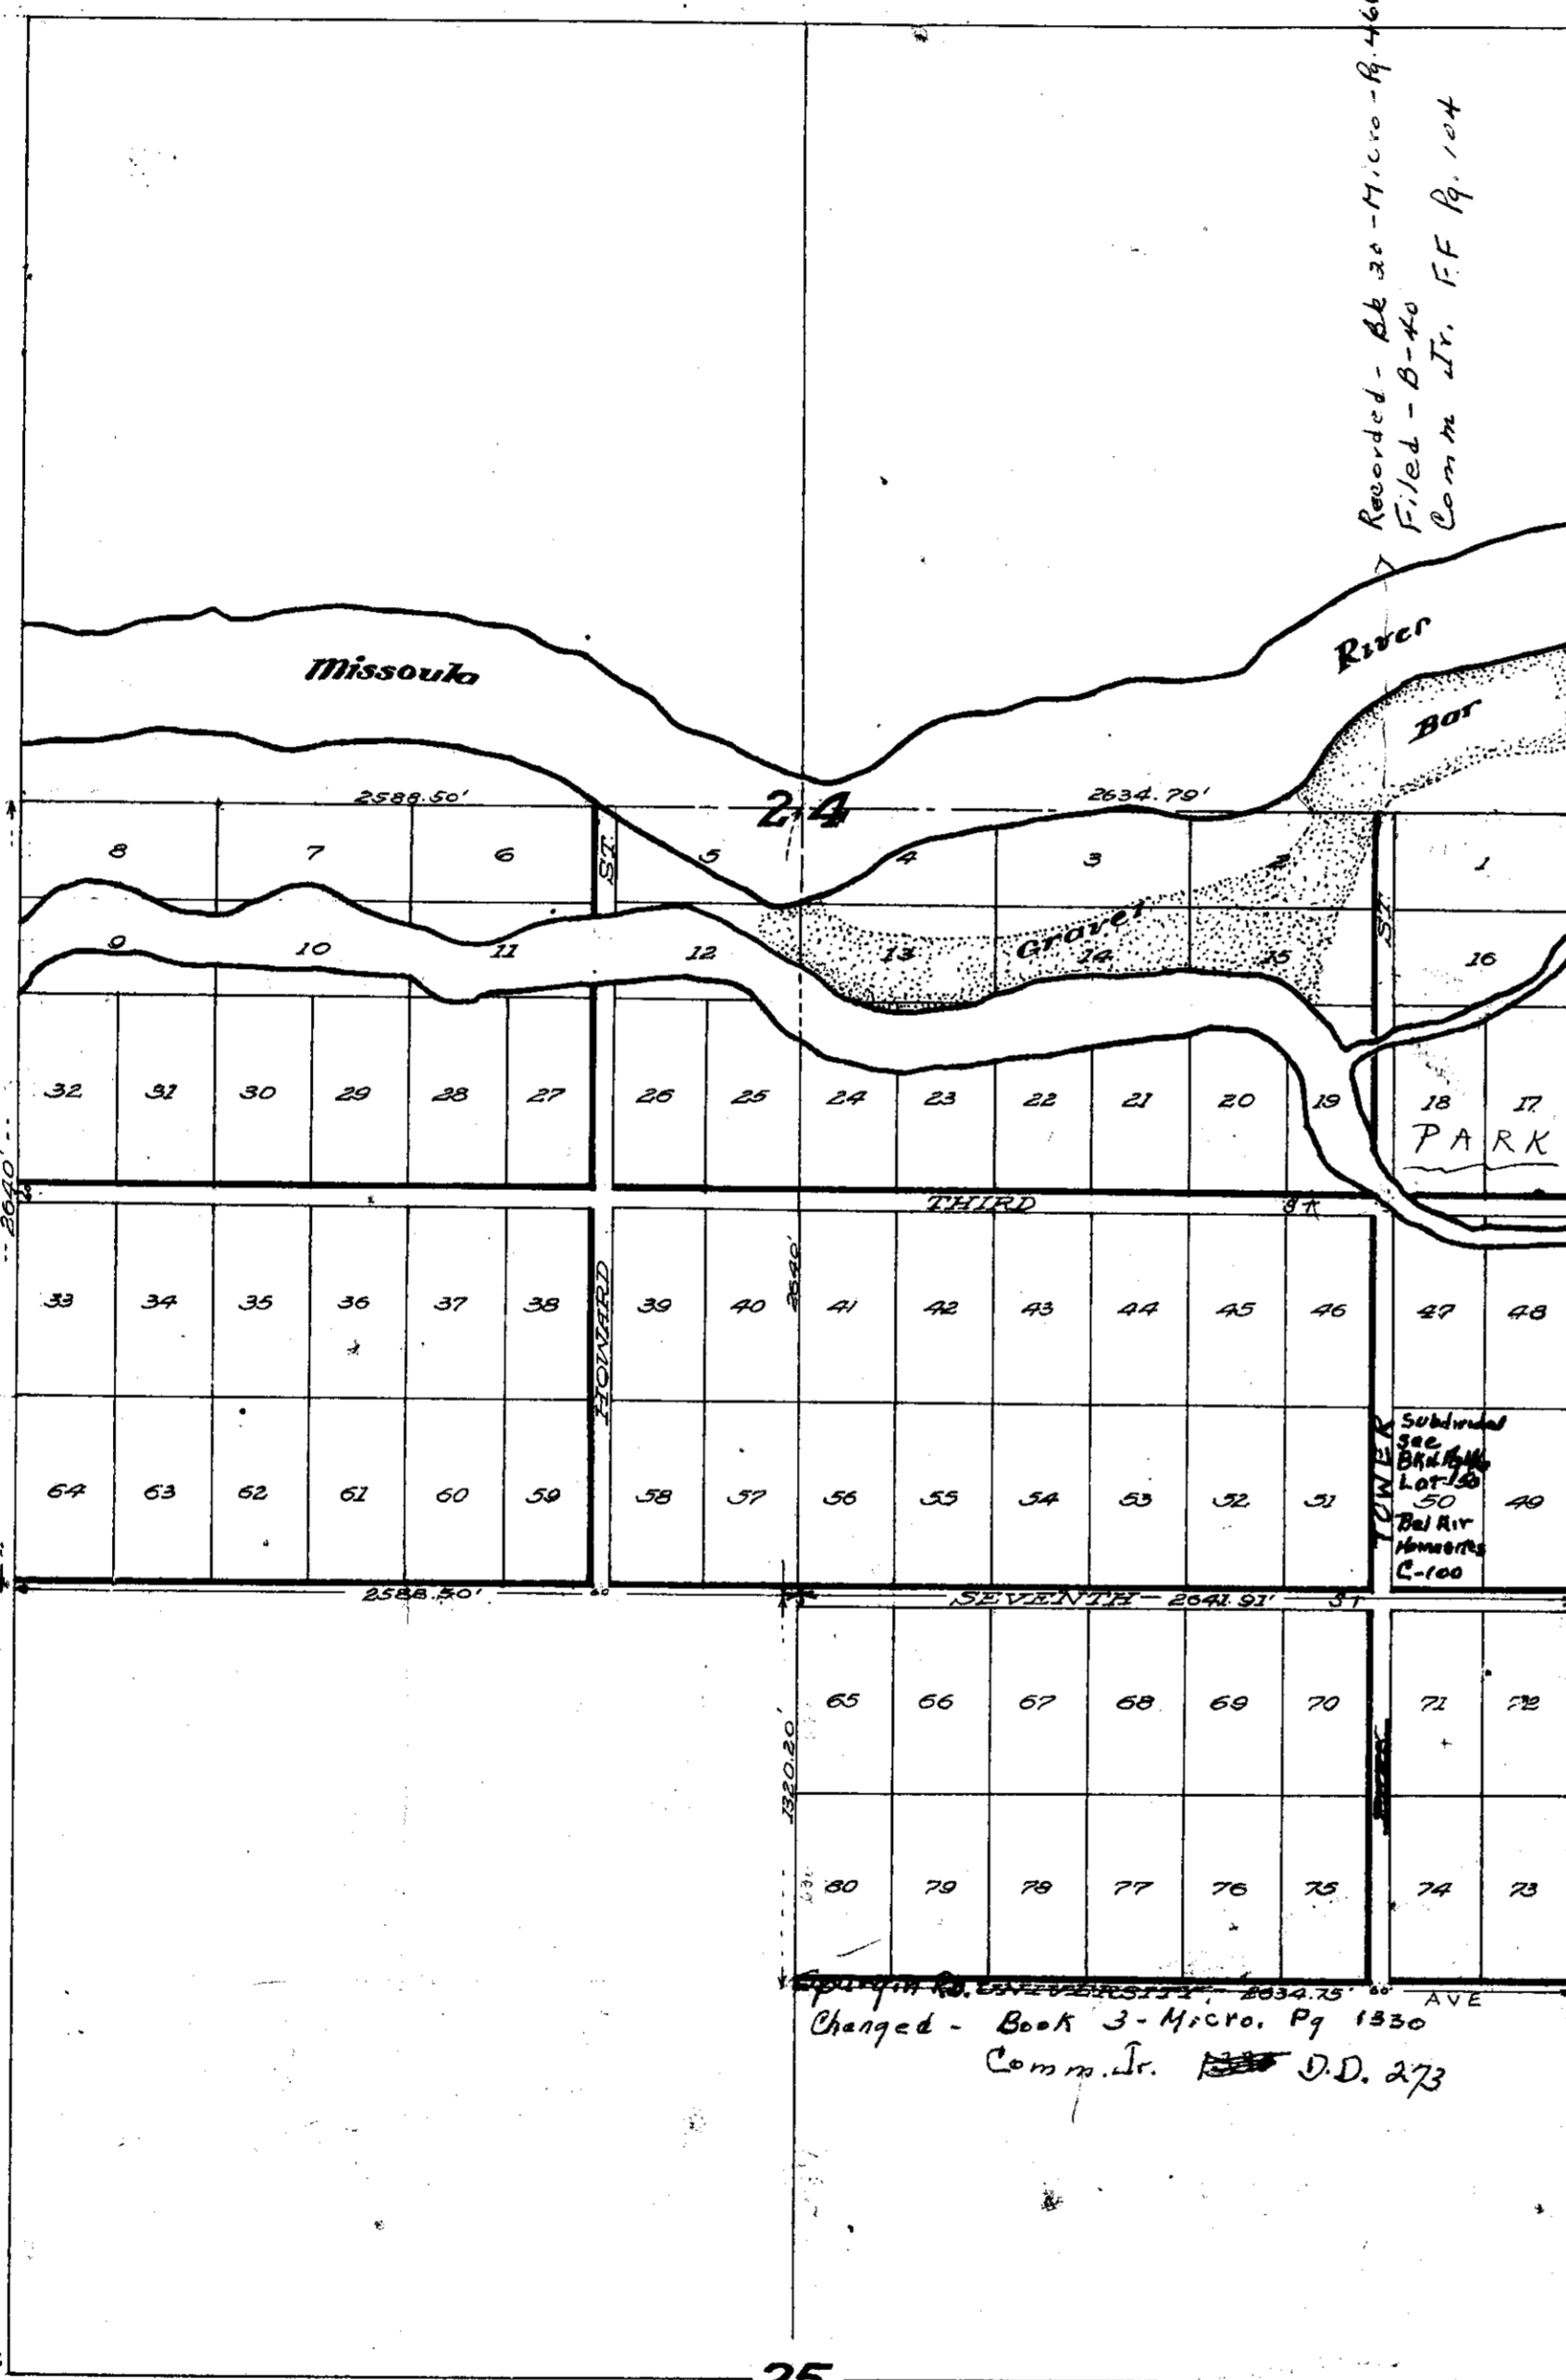 Recorded - Bk 20 - Micro - Pg. 46
Filed - B-40
Comm Jr. FF Pg. 104
Missoula
River
Bar
2588.50'
24
2634.79'
8 7 6 ST. 5 4 3 2 1
Gravel
9 10 11 12 13 14 15 ST. 16
32 31 30 29 28 27 26 25 24 23 22 21 20 19 18 17
PARK
2640'
60
THIRD ST
33 34 35 36 37 38 39 40 41 42 43 44 45 46 47 48
HOWARD
2640'
TOWER
Subdivided
See
Lot-50
64 63 62 61 60 59 58 57 56 55 54 53 52 51 50 49
Bel Air
Homesites
C-100
2588.50' 60 SEVENTH - 2641.91' ST
65 66 67 68 69 70 71 72
1320.20'
80 79 78 77 76 75 74 73
Spurgin Rd. UNIVERSITY, 2634.75' 60 AVE
Changed - Book 3 - Micro. Pg 1330
Comm. Jr. D.D. 273
25